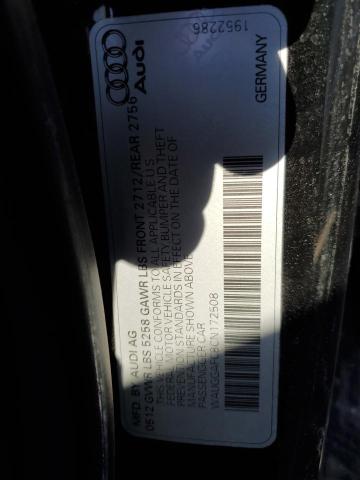 AUDI
1952286
GERMANY
MFD. BY AUDI AG
0512 GVWR LBS 5258 GAWR LBS FRONT 2712/REAR 2756
THIS VEHICLE CONFORMS TO ALL APPLICABLE U.S.
FEDERAL MOTOR VEHICLE SAFETY BUMPER AND THEFT
PREVENTION STANDARDS IN EFFECT ON THE DATE OF
MANUFACTURE SHOWN ABOVE.
PASSENGER CAR